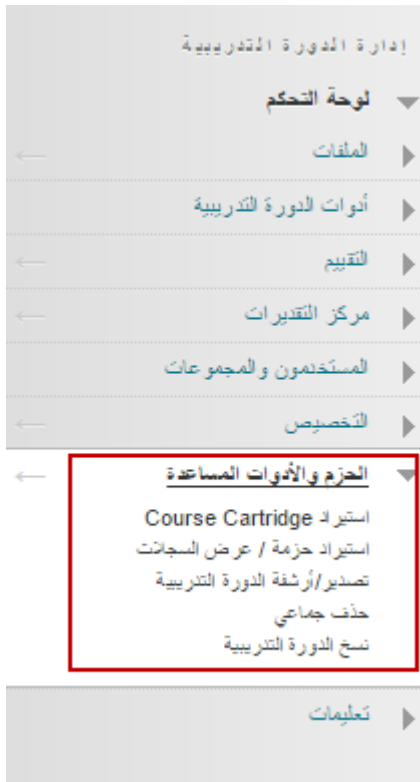 إدارة الدورة التدريبية
لوحة التحكم
الملفات
أدوات الدورة التدريبية
التقييم
مركز التقديرات
المستخدمون والمجموعات
التخصيص
الحزم والأدوات المساعدة
استيراد Course Cartridge
استيراد حزمة / عرض السجلات
تصدير/أرشفة الدورة التدريبية
حذف جماعي
نسخ الدورة التدريبية
تعليمات